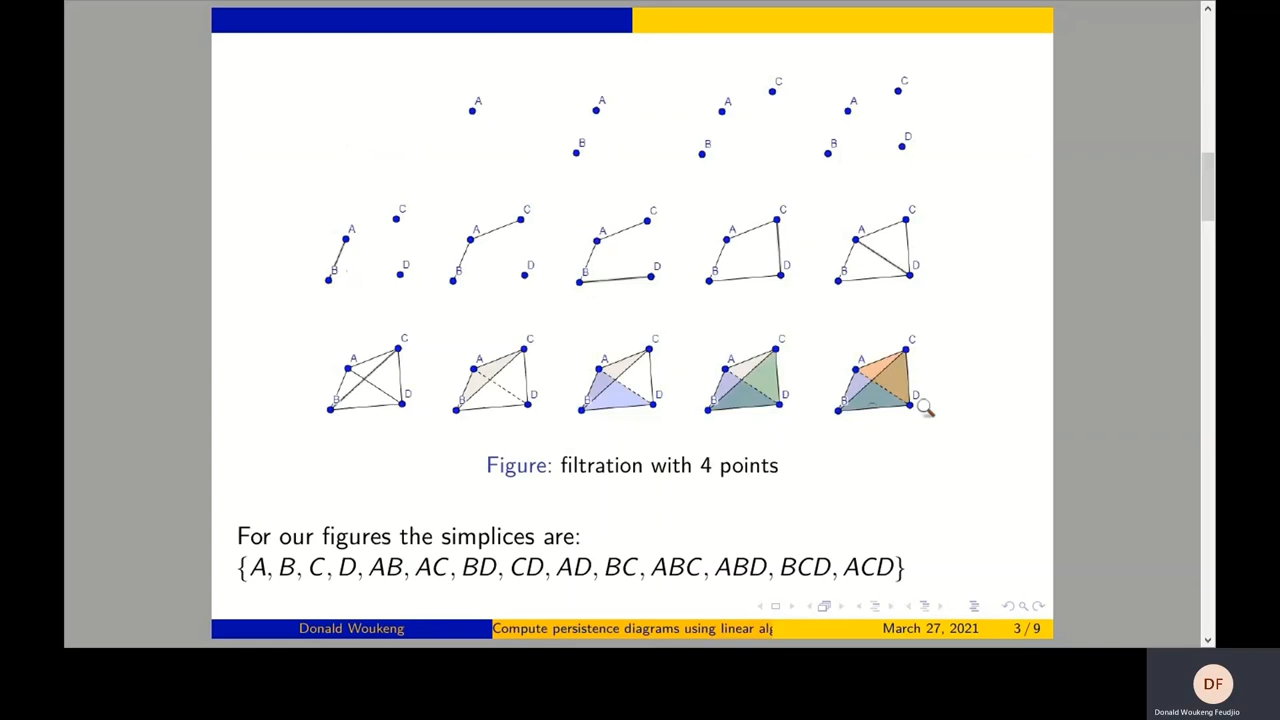 A A A C A C
B B B D
A C A C A C A C A C
B D B D B D B D B D
A C A C A C A C A C
B D B D B D B D B D
Figure: filtration with 4 points
For our figures the simplices are:
{A, B, C, D, AB, AC, BD, CD, AD, BC, ABC, ABD, BCD, ACD}
Donald Woukeng Compute persistence diagrams using linear alg March 27, 2021 3 / 9
DF
Donald Woukeng Feudjio